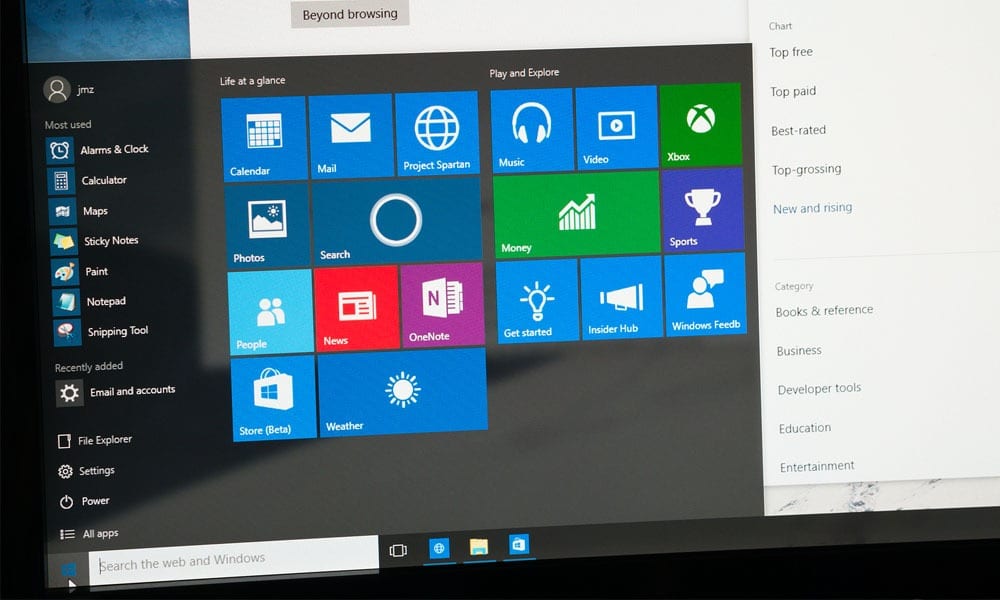 Beyond browsing
jmz
Most used
Alarms & Clock
Calculator
Maps
Sticky Notes
Paint
Notepad
Snipping Tool
Recently added
Email and accounts
File Explorer
Settings
Power
All apps
Search the web and Windows
Life at a glance
Calendar
Mail
Project Spartan
Photos
Search
People
News
N
OneNote
Store (Beta)
Weather
Play and Explore
Music
Video
Xbox
Money
Sports
Get started
Insider Hub
Windows Feedb
Chart
Top free
Top paid
Best-rated
Top-grossing
New and rising
Category
Books & reference
Business
Developer tools
Education
Entertainment